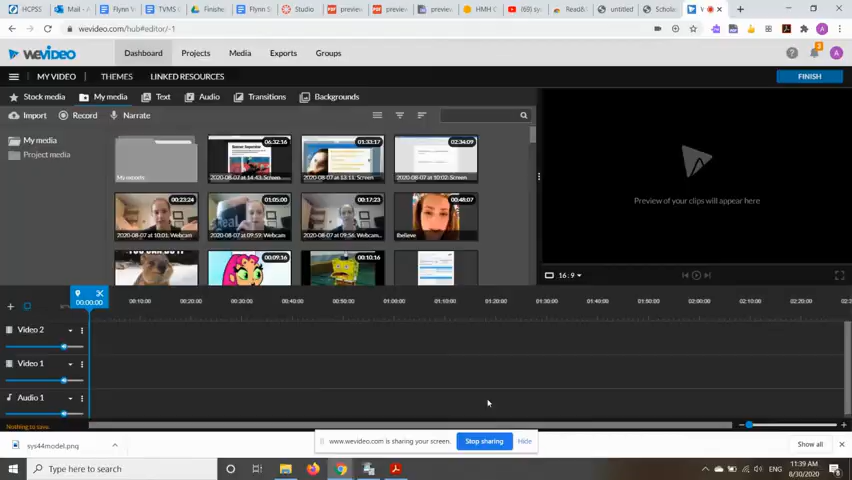 HCPSS
Mail - A
Flynn V
TVMS C
Finishe
Flynn S
Studio
preview
preview
preview
HMH C
(69) sy
Read&
untitled
Schola
wevideo.com/hub#editor/-1
wevideo
Dashboard
Projects
Media
Exports
Groups
3
A
MY VIDEO
THEMES
LINKED RESOURCES
FINISH
Stock media
My media
Text
Audio
Transitions
Backgrounds
Import
Record
Narrate
My media
Project media
06:32:16
01:33:17
02:34:09
2020-08-07 at 14:43: Screen
2020-08-07 at 13:11: Screen
2020-08-07 at 10:02: Screen
00:23:24
01:05:00
00:17:23
00:48:07
2020-08-07 at 10:01: Webcam
2020-08-07 at 09:59: Webcam
2020-08-07 at 09:56: Webcam...
Believe
00:09:16
00:10:16
Preview of your clips will appear here
16:9
00:00:00
00:10:00
00:20:00
00:30:00
00:40:00
00:50:00
01:00:00
01:10:00
01:20:00
01:30:00
01:40:00
01:50:00
02:00:00
02:10:00
02:20:00
Video 2
Video 1
Audio 1
Nothing to save.
www.wevideo.com is sharing your screen.
Stop sharing
Hide
sys44model.png
Show all
Type here to search
ENG
11:39 AM
8/30/2020